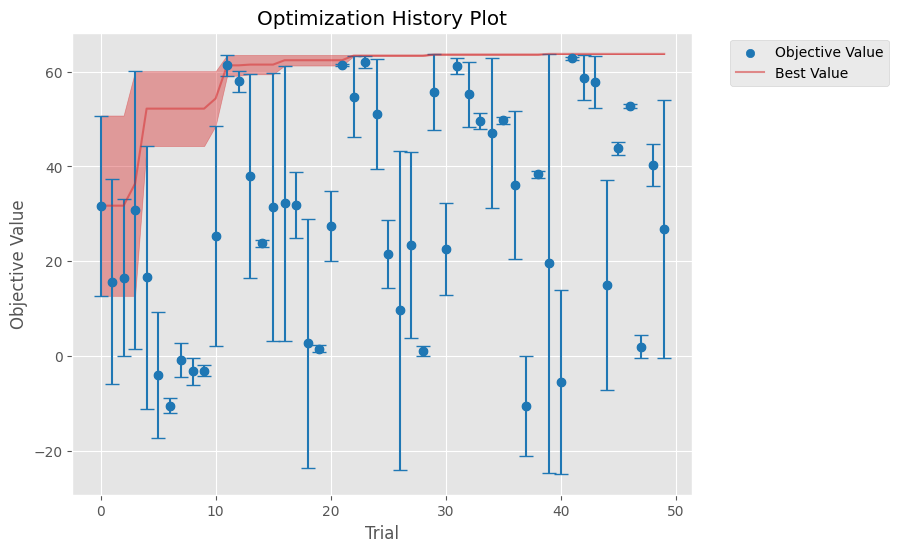 Optimization History Plot
Objective Value
Best Value
Objective Value
60
40
20
0
−20
0 10 20 30 40 50
Trial